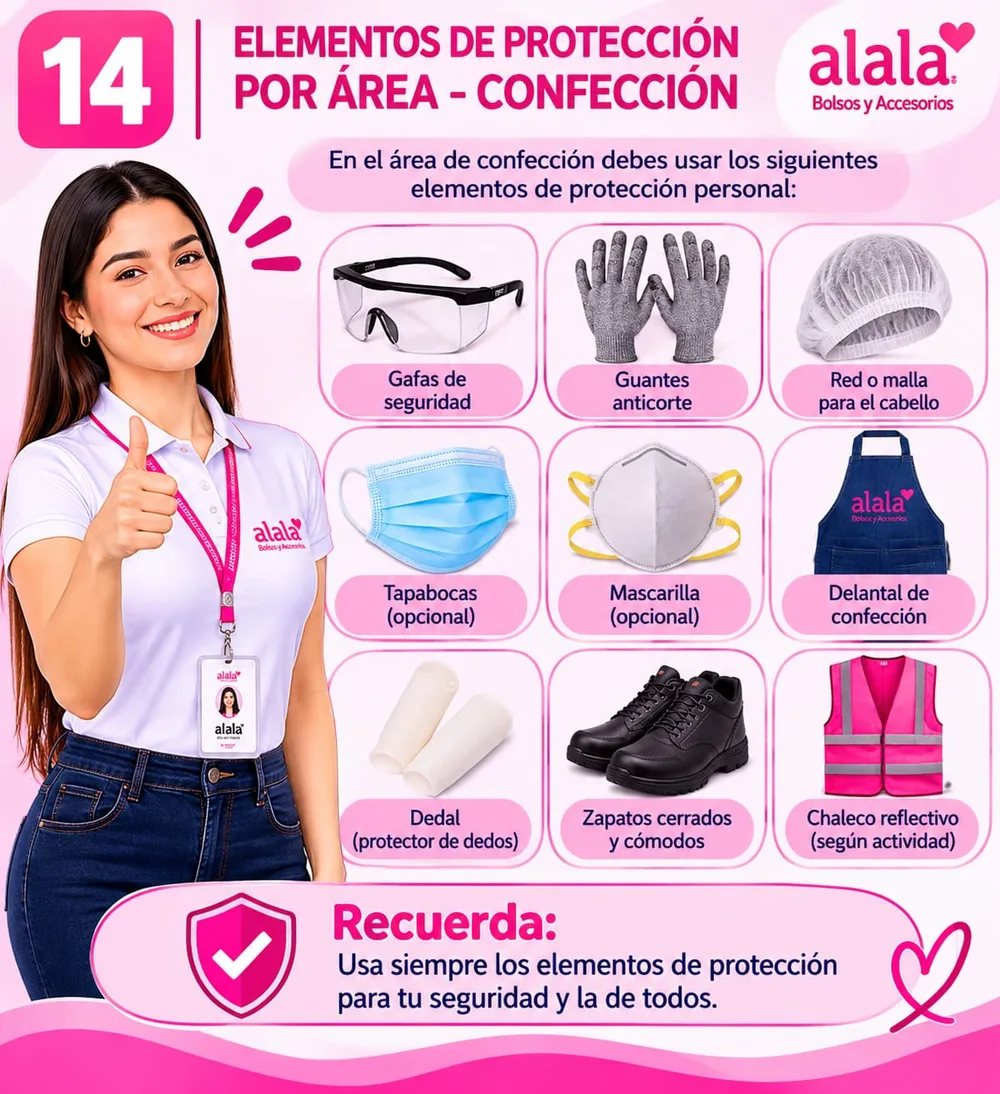 14
ELEMENTOS DE PROTECCIÓN
POR ÁREA - CONFECCIÓN
alala
Bolsos y Accesorios
En el área de confección debes usar los siguientes
elementos de protección personal:
Gafas de
seguridad
Guantes
anticorte
Red o malla
para el cabello
alala
Bolsos y Accesorios
Tapabocas
(opcional)
Mascarilla
(opcional)
alala
Delantal de
confección
alala
alala
Dedal
(protector de dedos)
Zapatos cerrados
y cómodos
Chaleco reflectivo
(según actividad)
Recuerda:
Usa siempre los elementos de protección
para tu seguridad y la de todos.